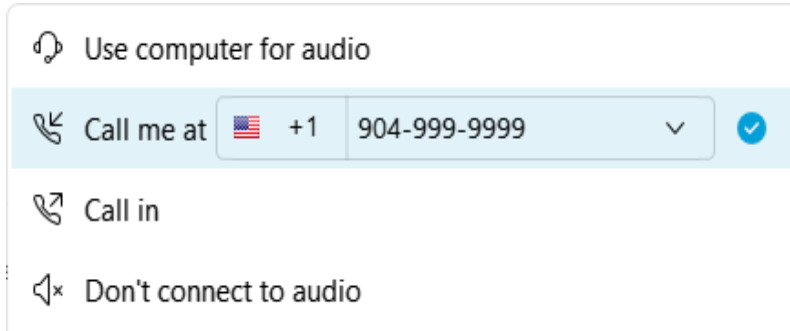 Use computer for audio
Call me at +1 904-999-9999
Call in
Don't connect to audio